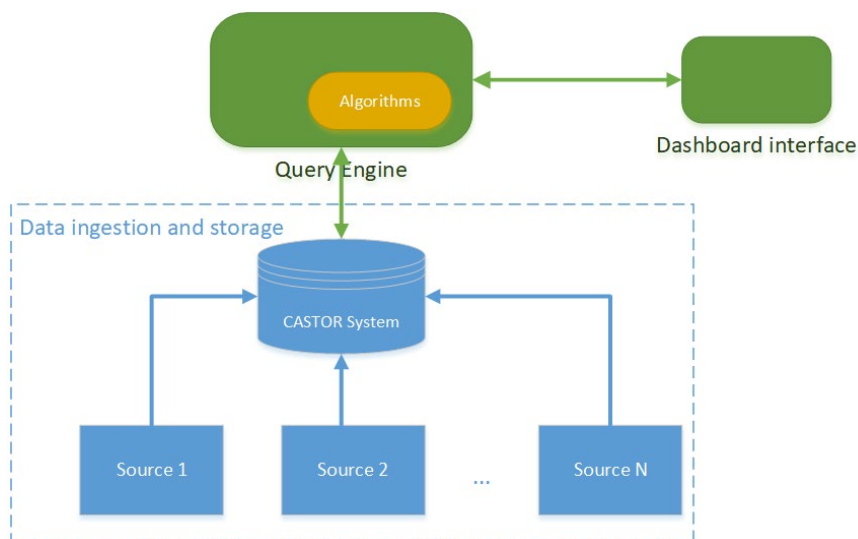 Algorithms
Query Engine
Dashboard interface
Data ingestion and storage
CASTOR System
Source 1
Source 2
...
Source N